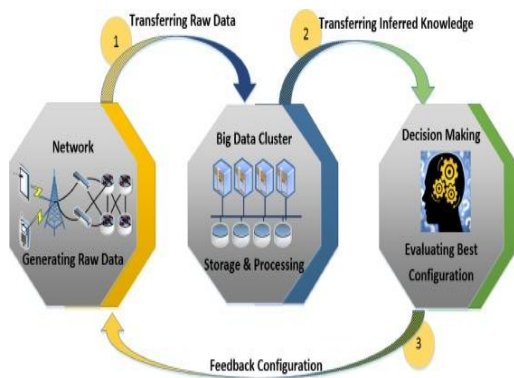 1
Transferring Raw Data
2
Transferring Inferred Knowledge
Network
Generating Raw Data
Big Data Cluster
Storage & Processing
Decision Making
Evaluating Best
Configuration
3
Feedback Configuration